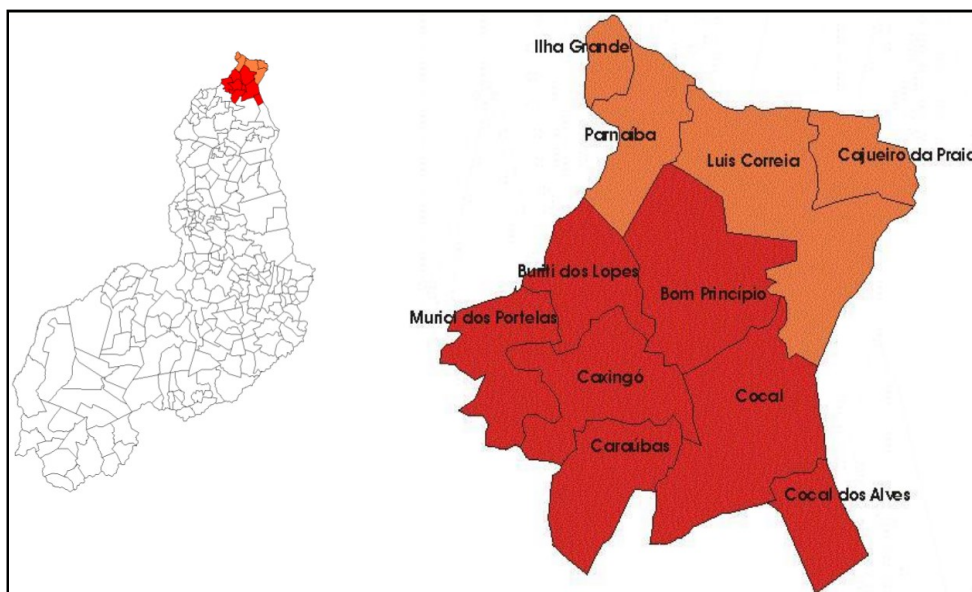 Ilha Grande
Parnaíba
Luis Correia
Cajueiro da Praia
Buriti dos Lopes
Bom Princípio
Murici dos Portelas
Caxingó
Cocal
Caraúbas
Cocal dos Alves